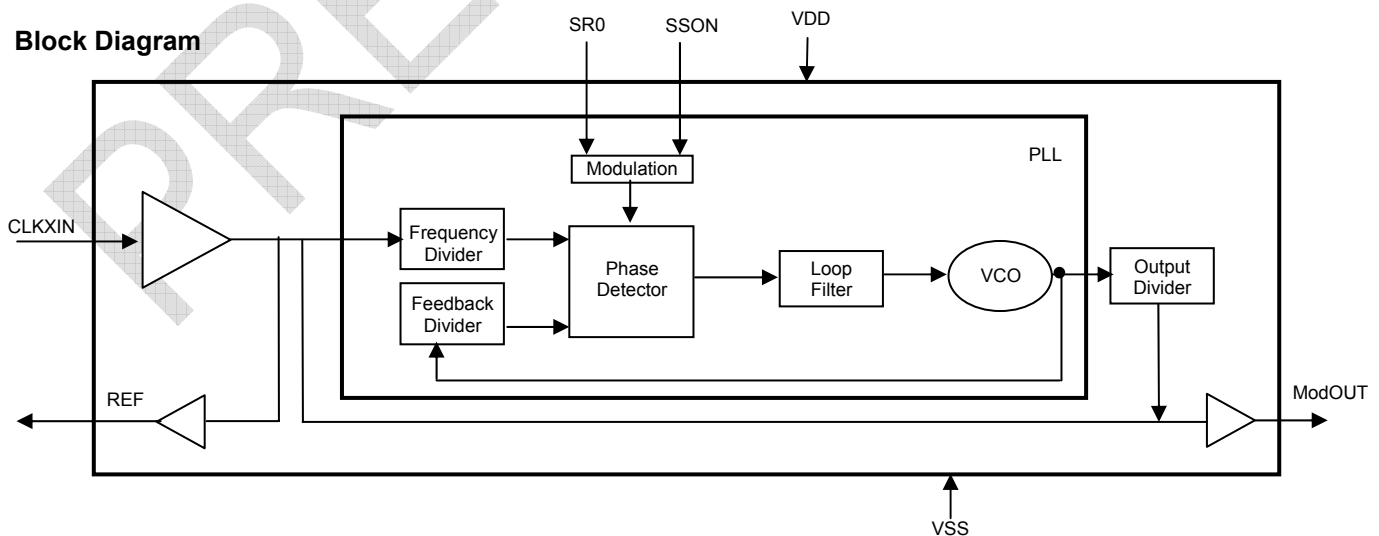 Block Diagram
SR0
SSON
VDD
PLL
Modulation
CLKXIN
Frequency
Divider
Phase
Detector
Loop
Filter
VCO
Output
Divider
Feedback
Divider
REF
ModOUT
VSS
PRE